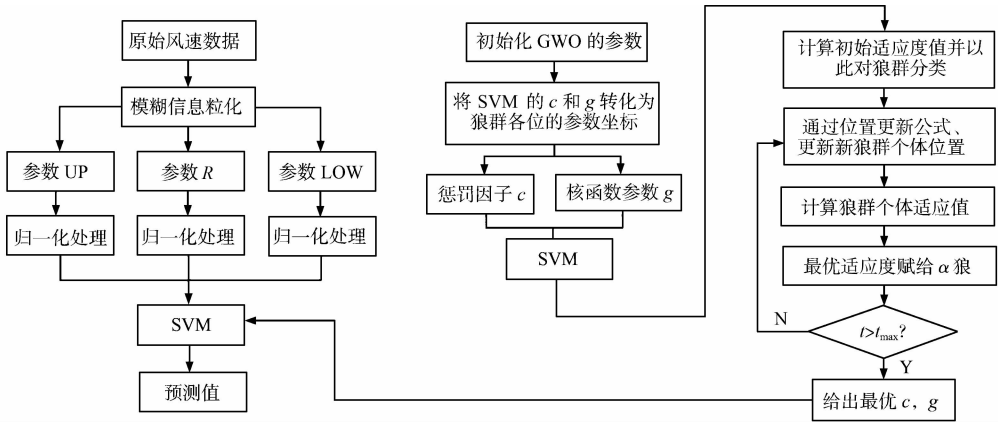 原始风速数据
模糊信息粒化
参数 UP
参数 R
参数 LOW
归一化处理
归一化处理
归一化处理
SVM
预测值
初始化 GWO 的参数
将 SVM 的 c 和 g 转化为
狼群各位的参数坐标
惩罚因子 c
核函数参数 g
SVM
计算初始适应度值并以
此对狼群分类
通过位置更新公式、
更新新狼群个体位置
计算狼群个体适应值
最优适应度赋给 α 狼
t>tmax?
N
Y
给出最优 c，g